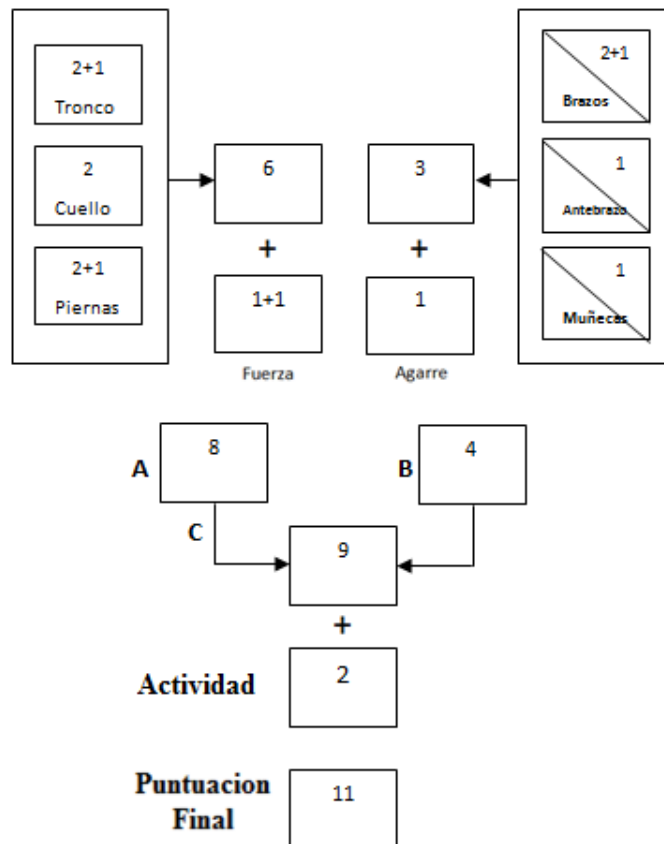 2+1
Tronco
2
Cuello
2+1
Piernas
6
+
1+1
Fuerza
3
+
1
Agarre
2+1
Brazos
1
Antebrazo
1
Muñecas
A
8
B
4
C
9
+
Actividad
2
Puntuacion
Final
11